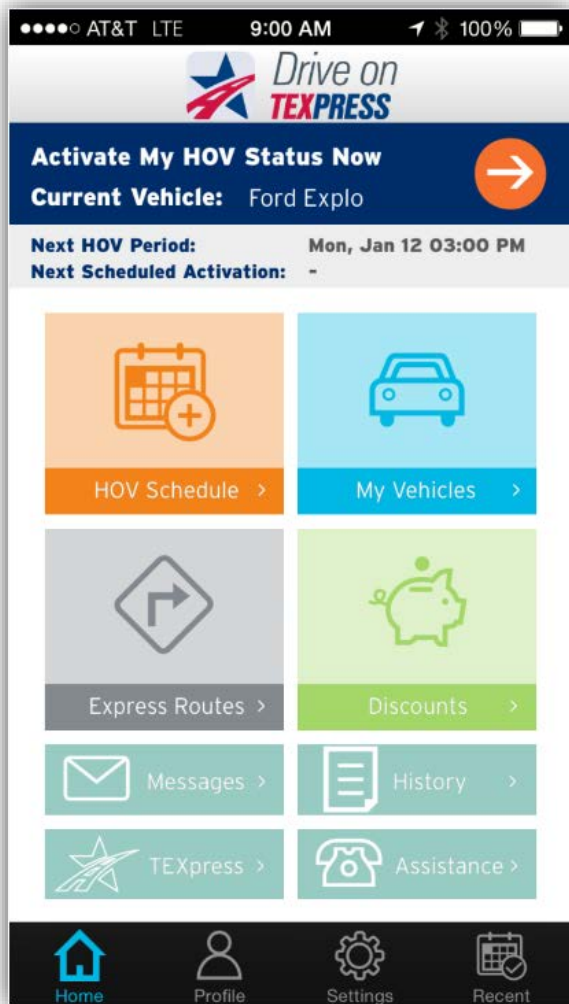 AT&T LTE 9:00 AM 100%
Drive on
TEXPRESS
Activate My HOV Status Now
Current Vehicle: Ford Explo
Next HOV Period: Mon, Jan 12 03:00 PM
Next Scheduled Activation: -
HOV Schedule >
My Vehicles >
Express Routes >
Discounts >
Messages >
History >
TEXpress >
Assistance >
Home
Profile
Settings
Recent